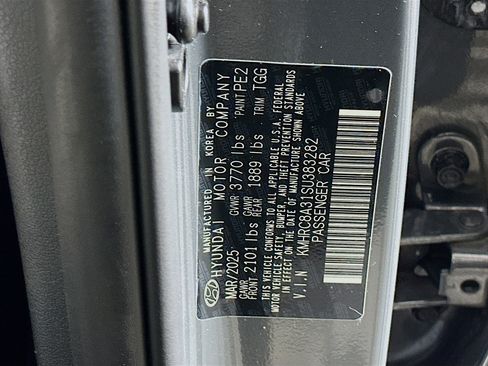 MANUFACTURED IN KOREA BY
HYUNDAI MOTOR COMPANY
MAR/2025 GVWR 3770 lbs PAINT PE2
GAWR FRONT 2101 lbs GAWR REAR 1889 lbs TRIM TGG
THIS VEHICLE CONFORMS TO ALL APPLICABLE U.S.A. FEDERAL
MOTOR VEHICLE SAFETY, BUMPER, AND THEFT PREVENTION STANDARDS
IN EFFECT ON THE DATE OF MANUFACTURE SHOWN ABOVE
V.I.N KMHRC8A31SU383282
PASSENGER CAR